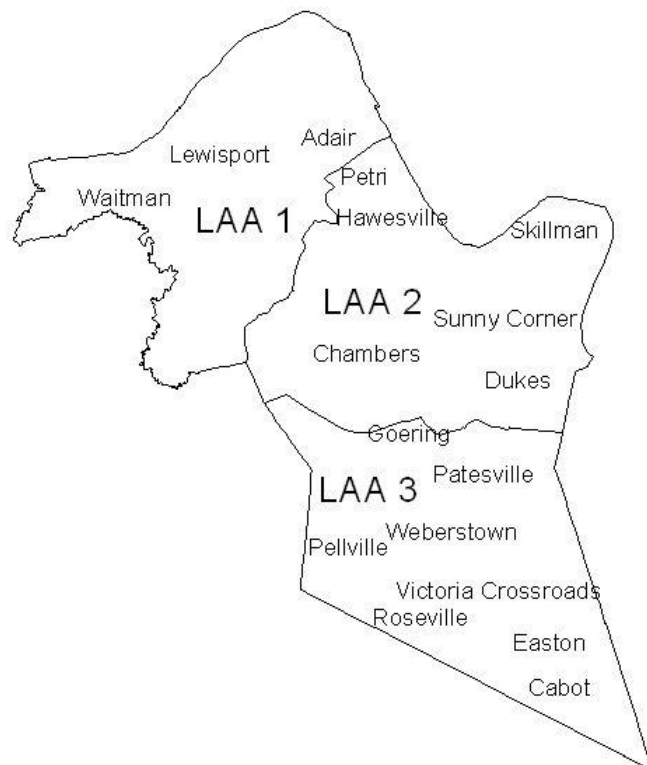 Adair
Lewisport
Petri
Waitman
LAA 1
Hawesville
Skillman
LAA 2
Sunny Corner
Chambers
Dukes
Goering
Patesville
LAA 3
Weberstown
Pellville
Victoria Crossroads
Roseville
Easton
Cabot